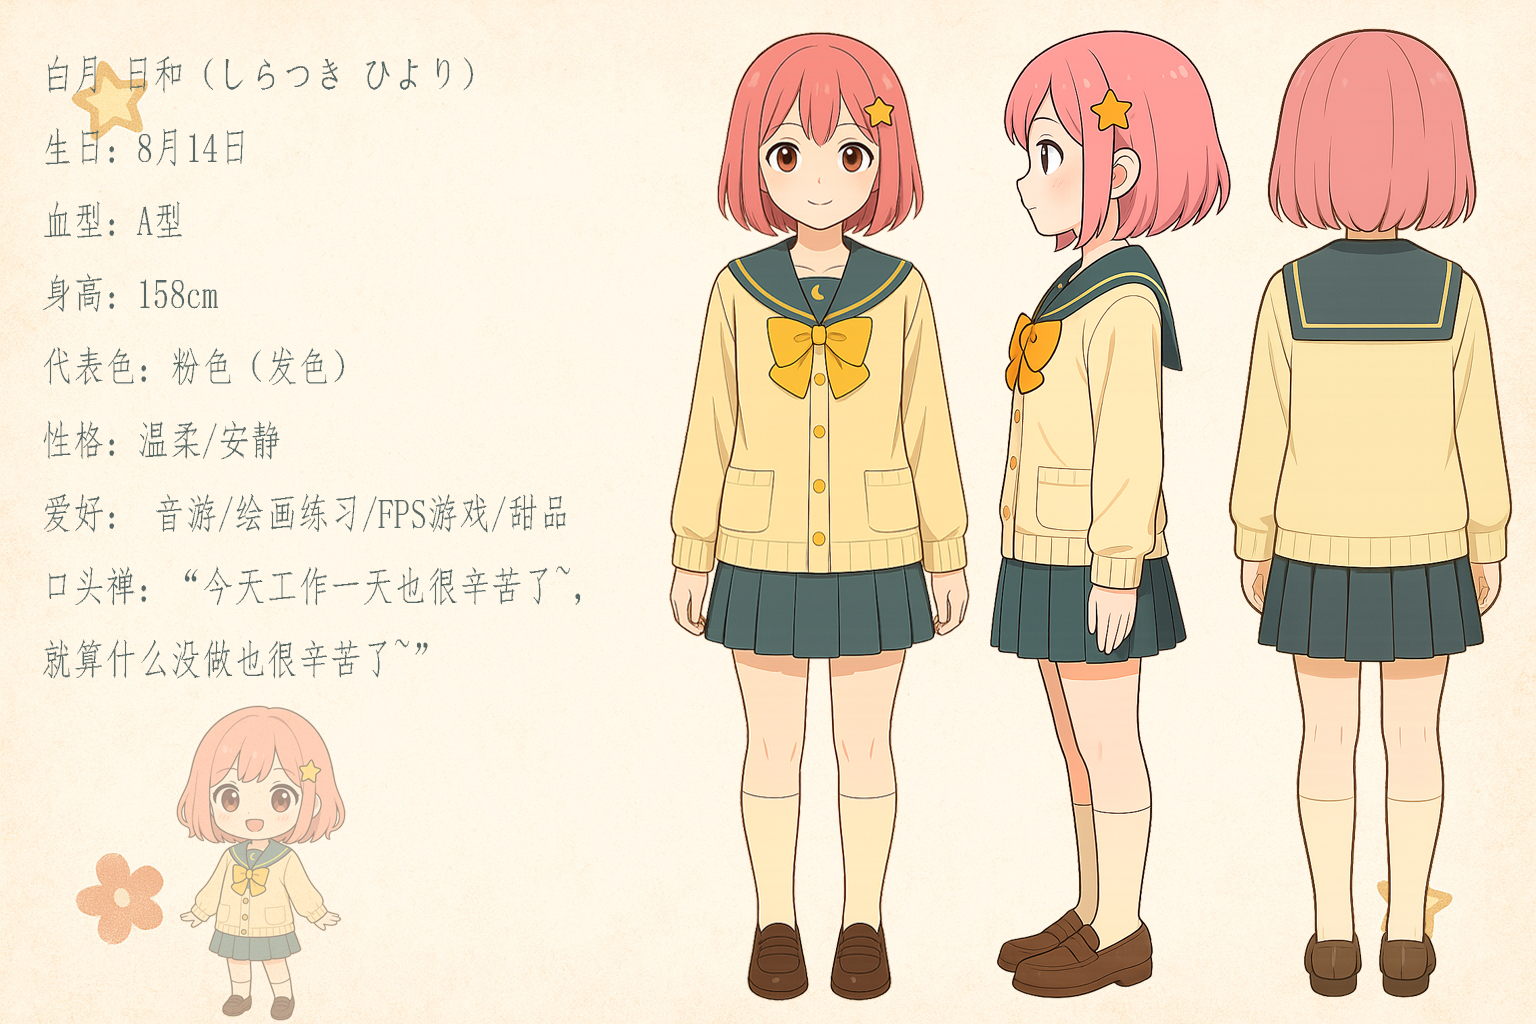 白月 日和（しらつき ひより）
生日：8月14日
血型：A型
身高：158cm
代表色：粉色（发色）
性格：温柔/安静
爱好： 音游/绘画练习/FPS游戏/甜品
口头禅：“今天工作一天也很辛苦了~，
就算什么没做也很辛苦了~”